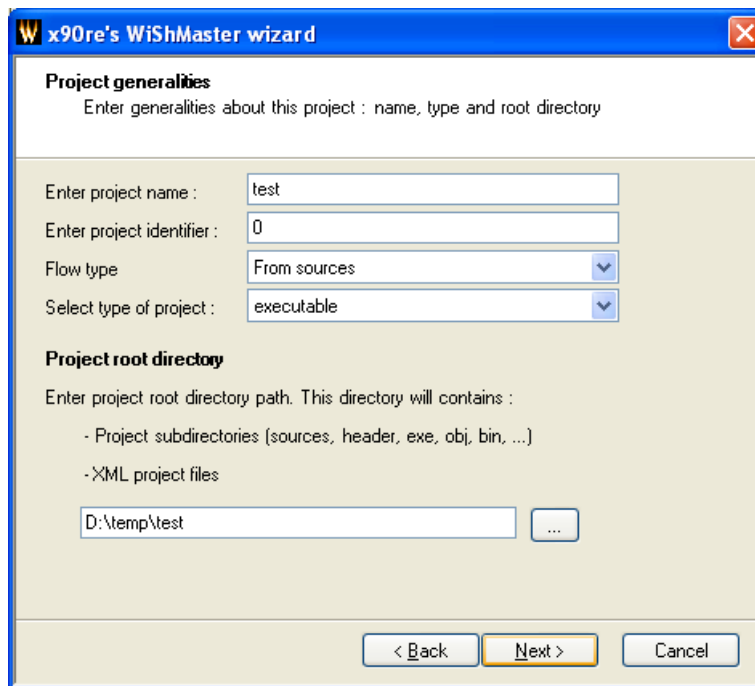 x90re's WiShMaster wizard
Project generalities
Enter generalities about this project : name, type and root directory
Enter project name :
test
Enter project identifier :
0
Flow type
From sources
Select type of project :
executable
Project root directory
Enter project root directory path. This directory will contains :
- Project subdirectories (sources, header, exe, obj, bin, ...)
- XML project files
D:\temp\test
...
< Back
Next >
Cancel